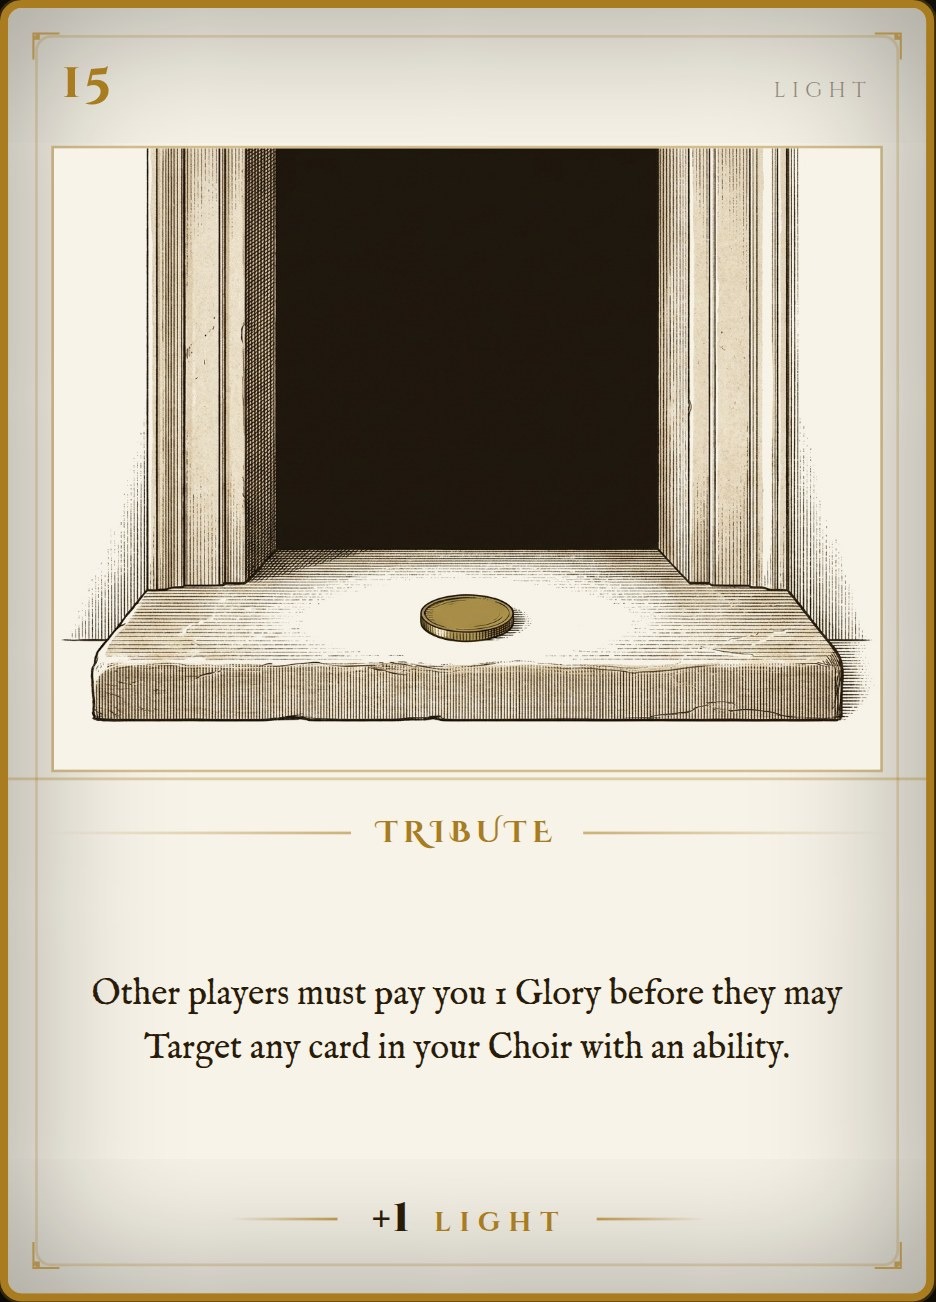 15
LIGHT
TRIBUTE
Other players must pay you 1 Glory before they may
Target any card in your Choir with an ability.
+1 LIGHT